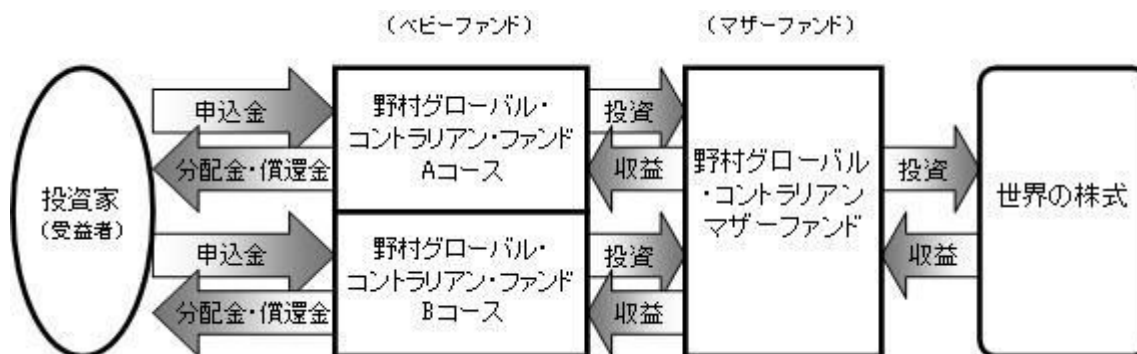 （ベビーファンド）
（マザーファンド）
投資家
（受益者）
申込金
分配金・償還金
申込金
分配金・償還金
野村グローバル・
コントラリアン・ファンド
Aコース
野村グローバル・
コントラリアン・ファンド
Bコース
投資
収益
投資
収益
野村グローバル
・コントラリアン
マザーファンド
投資
収益
世界の株式